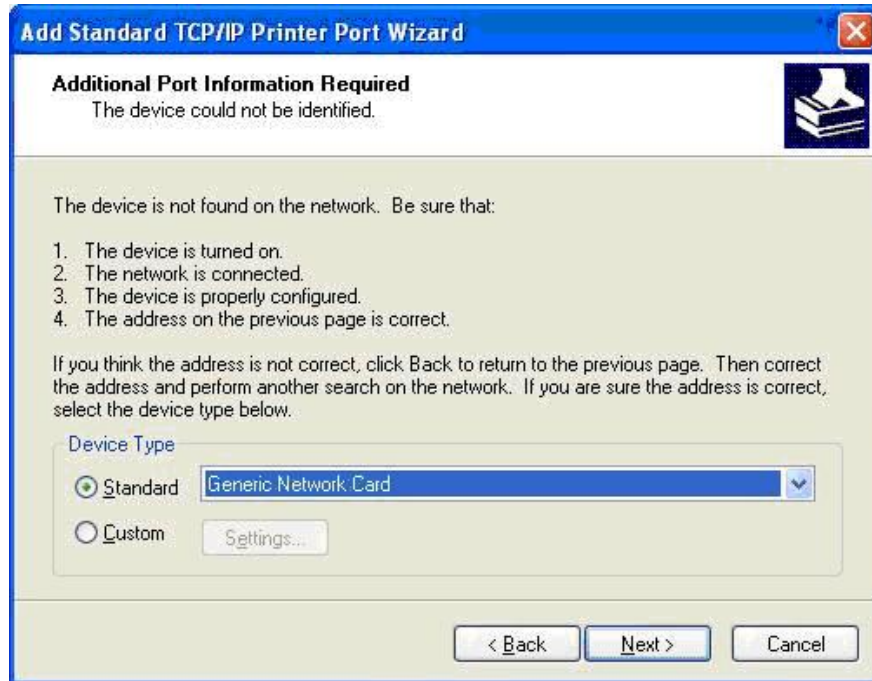 Add Standard TCP/IP Printer Port Wizard
Additional Port Information Required
The device could not be identified.
The device is not found on the network.  Be sure that:
1.  The device is turned on.
2.  The network is connected.
3.  The device is properly configured.
4.  The address on the previous page is correct.
If you think the address is not correct, click Back to return to the previous page.  Then correct
the address and perform another search on the network.  If you are sure the address is correct,
select the device type below.
Device Type
Standard
Generic Network Card
Custom
Settings...
< Back
Next >
Cancel